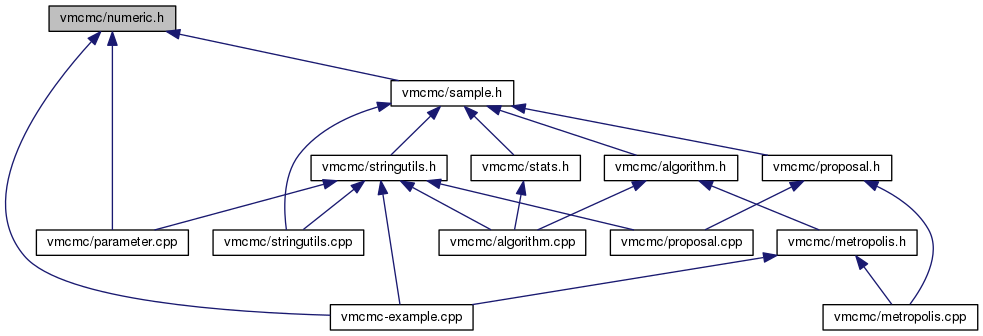 vmcmc/numeric.h
vmcmc/sample.h
vmcmc/stringutils.h
vmcmc/stats.h
vmcmc/algorithm.h
vmcmc/proposal.h
vmcmc/parameter.cpp
vmcmc/stringutils.cpp
vmcmc/algorithm.cpp
vmcmc/proposal.cpp
vmcmc/metropolis.h
vmcmc-example.cpp
vmcmc/metropolis.cpp